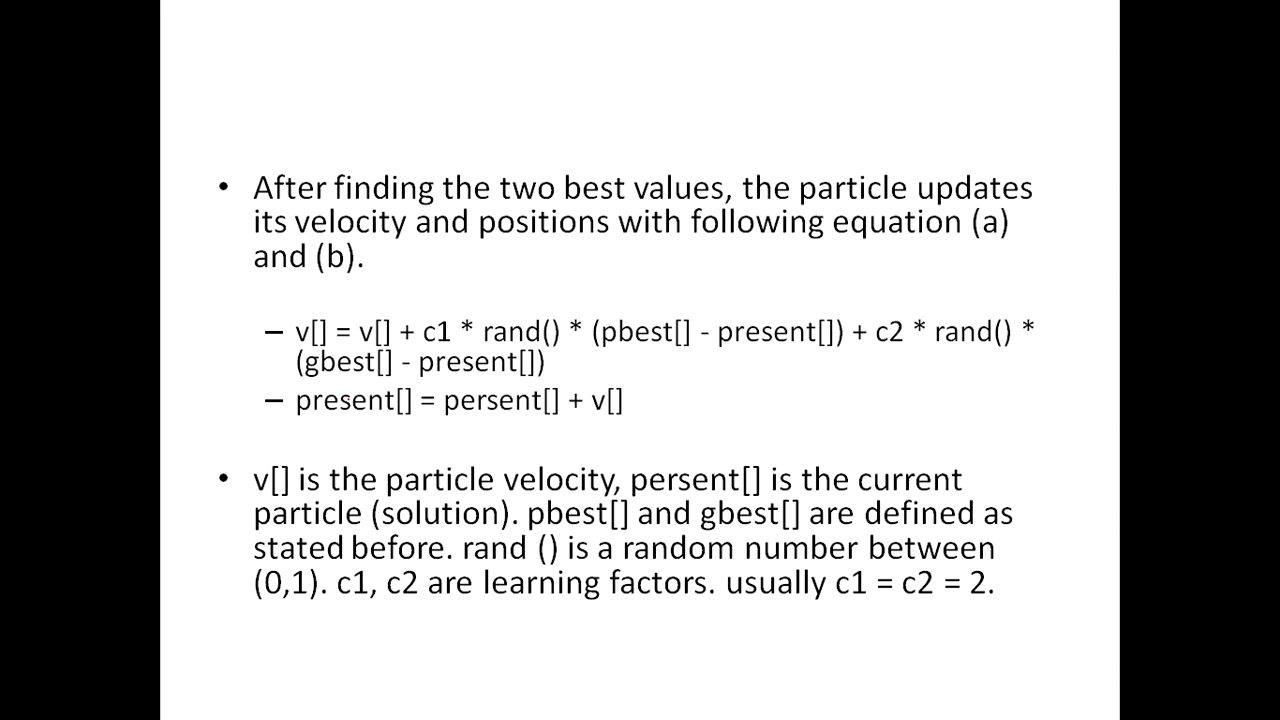 • After finding the two best values, the particle updates
its velocity and positions with following equation (a)
and (b).
– v[] = v[] + c1 * rand() * (pbest[] - present[]) + c2 * rand() *
(gbest[] - present[])
– present[] = persent[] + v[]
• v[] is the particle velocity, persent[] is the current
particle (solution). pbest[] and gbest[] are defined as
stated before. rand () is a random number between
(0,1). c1, c2 are learning factors. usually c1 = c2 = 2.